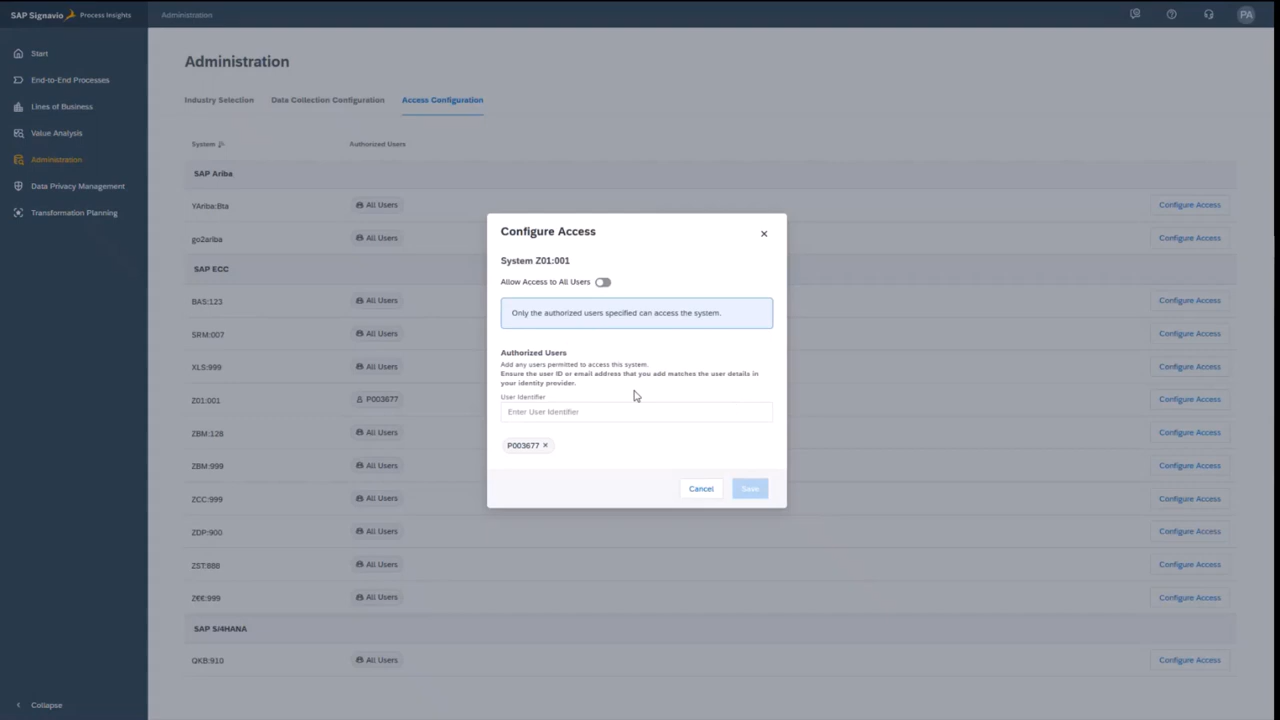 SAP Signavio Process Insights
Administration
PA
Start
End-to-End Processes
Lines of Business
Value Analysis
Administration
Data Privacy Management
Transformation Planning
Collapse
Administration
Industry Selection Data Collection Configuration Access Configuration
System Authorized Users
SAP Ariba
YAriba:Bta All Users Configure Access
go2ariba All Users Configure Access
SAP ECC
BAS:123 All Users Configure Access
SRM:007 All Users Configure Access
XLS:999 All Users Configure Access
Z01:001 P003677 Configure Access
ZBM:128 All Users Configure Access
ZBM:999 All Users Configure Access
ZCC:999 All Users Configure Access
ZDP:900 All Users Configure Access
ZST:888 All Users Configure Access
Z€€:999 All Users Configure Access
SAP S/4HANA
QKB:910 All Users Configure Access
Configure Access
System Z01:001
Allow Access to All Users
Only the authorized users specified can access the system.
Authorized Users
Add any users permitted to access this system.
Ensure the user ID or email address that you add matches the user details in
your identity provider.
User Identifier
Enter User Identifier
P003677
Cancel Save